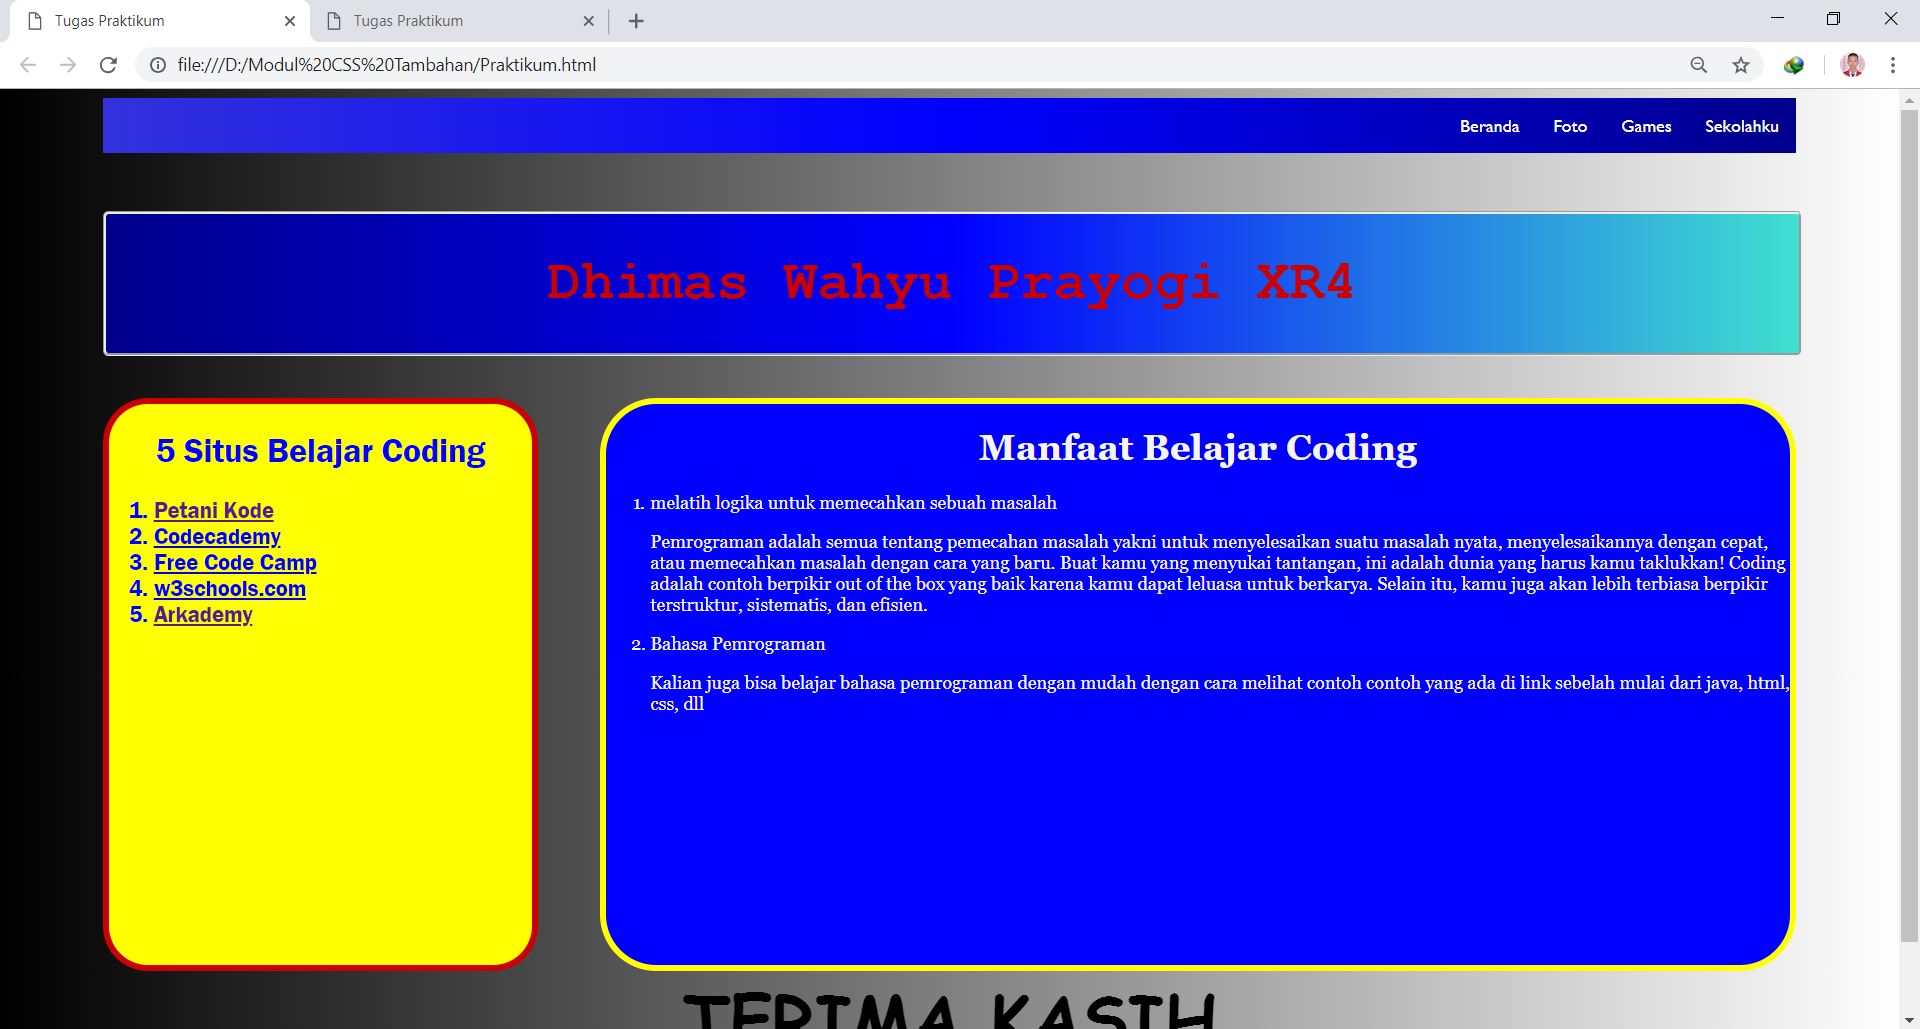 Tugas Praktikum
Tugas Praktikum
file:///D:/Modul%20CSS%20Tambahan/Praktikum.html
Beranda Foto Games Sekolahku
Dhimas Wahyu Prayogi XR4
5 Situs Belajar Coding
1. Petani Kode
2. Codecademy
3. Free Code Camp
4. w3schools.com
5. Arkademy
Manfaat Belajar Coding
1. melatih logika untuk memecahkan sebuah masalah
Pemrograman adalah semua tentang pemecahan masalah yakni untuk menyelesaikan suatu masalah nyata, menyelesaikannya dengan cepat,
atau memecahkan masalah dengan cara yang baru. Buat kamu yang menyukai tantangan, ini adalah dunia yang harus kamu taklukkan! Coding
adalah contoh berpikir out of the box yang baik karena kamu dapat leluasa untuk berkarya. Selain itu, kamu juga akan lebih terbiasa berpikir
terstruktur, sistematis, dan efisien.
2. Bahasa Pemrograman
Kalian juga bisa belajar bahasa pemrograman dengan mudah dengan cara melihat contoh contoh yang ada di link sebelah mulai dari java, html,
css, dll
TERIMA KASIH